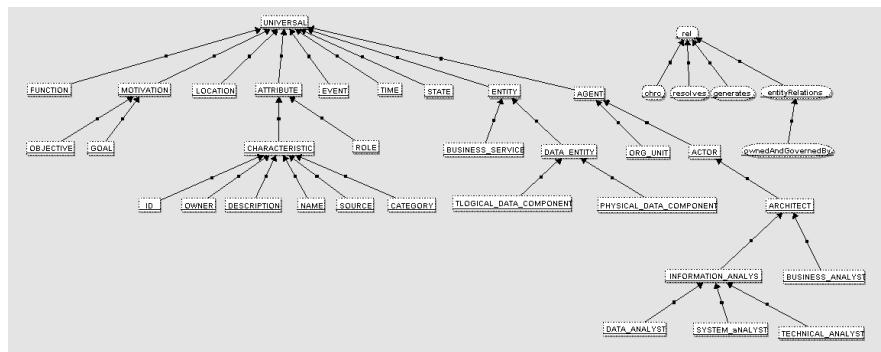 UNIVERSAL
rel
FUNCTION MOTIVATION LOCATION ATTRIBUTE EVENT TIME STATE ENTITY AGENT chro resolves generates entityRelations
OBJECTIVE GOAL CHARACTERISTIC ROLE BUSINESS_SERVICE DATA_ENTITY ORG_UNIT ACTOR ownedAndGovernedBy
ID OWNER DESCRIPTION NAME SOURCE CATEGORY TLOGICAL_DATA_COMPONENT PHYSICAL_DATA_COMPONENT ARCHITECT
INFORMATION_ANALYS BUSINESS_ANALYST
DATA_ANALYST SYSTEM_aNALYST TECHNICAL_ANALYST